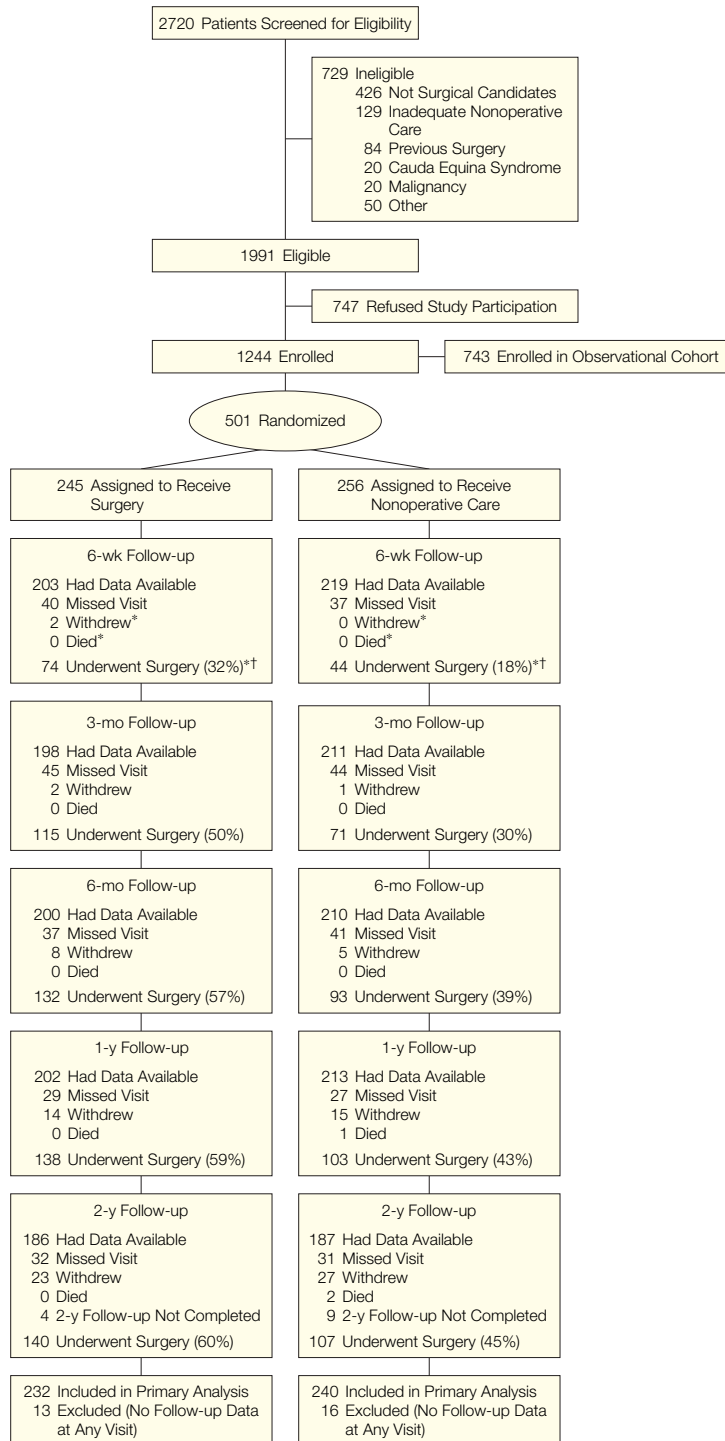 2720 Patients Screened for Eligibility
729 Ineligible
426 Not Surgical Candidates
129 Inadequate Nonoperative
Care
84 Previous Surgery
20 Cauda Equina Syndrome
20 Malignancy
50 Other
1991 Eligible
747 Refused Study Participation
1244 Enrolled
743 Enrolled in Observational Cohort
501 Randomized
245 Assigned to Receive
Surgery
256 Assigned to Receive
Nonoperative Care
6-wk Follow-up
203 Had Data Available
40 Missed Visit
2 Withdrew*
0 Died*
74 Underwent Surgery (32%)*†
6-wk Follow-up
219 Had Data Available
37 Missed Visit
0 Withdrew*
0 Died*
44 Underwent Surgery (18%)*†
3-mo Follow-up
198 Had Data Available
45 Missed Visit
2 Withdrew
0 Died
115 Underwent Surgery (50%)
3-mo Follow-up
211 Had Data Available
44 Missed Visit
1 Withdrew
0 Died
71 Underwent Surgery (30%)
6-mo Follow-up
200 Had Data Available
37 Missed Visit
8 Withdrew
0 Died
132 Underwent Surgery (57%)
6-mo Follow-up
210 Had Data Available
41 Missed Visit
5 Withdrew
0 Died
93 Underwent Surgery (39%)
1-y Follow-up
202 Had Data Available
29 Missed Visit
14 Withdrew
0 Died
138 Underwent Surgery (59%)
1-y Follow-up
213 Had Data Available
27 Missed Visit
15 Withdrew
1 Died
103 Underwent Surgery (43%)
2-y Follow-up
186 Had Data Available
32 Missed Visit
23 Withdrew
0 Died
4 2-y Follow-up Not Completed
140 Underwent Surgery (60%)
2-y Follow-up
187 Had Data Available
31 Missed Visit
27 Withdrew
2 Died
9 2-y Follow-up Not Completed
107 Underwent Surgery (45%)
232 Included in Primary Analysis
13 Excluded (No Follow-up Data
at Any Visit)
240 Included in Primary Analysis
16 Excluded (No Follow-up Data
at Any Visit)